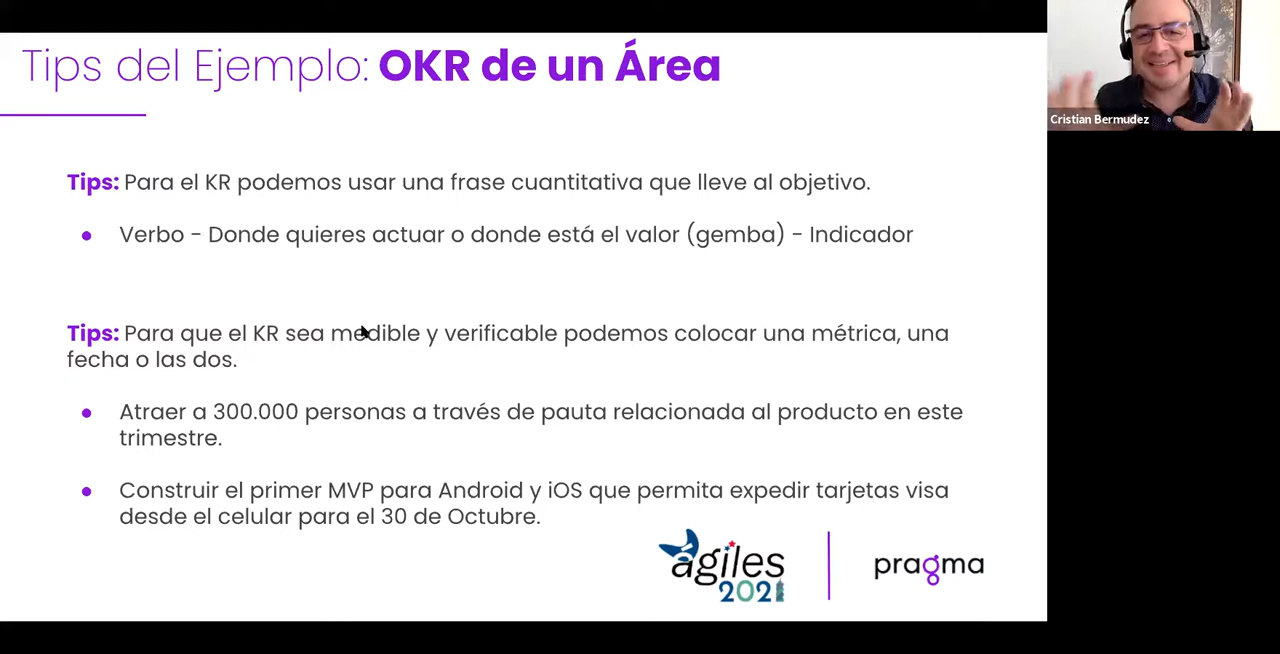 Tips del Ejemplo: OKR de un Área
Cristian Bermudez
Tips: Para el KR podemos usar una frase cuantitativa que lleve al objetivo.
● Verbo - Donde quieres actuar o donde está el valor (gemba) - Indicador
Tips: Para que el KR sea medible y verificable podemos colocar una métrica, una
fecha o las dos.
● Atraer a 300.000 personas a través de pauta relacionada al producto en este
trimestre.
● Construir el primer MVP para Android y iOS que permita expedir tarjetas visa
desde el celular para el 30 de Octubre.
agiles
2021
pragma